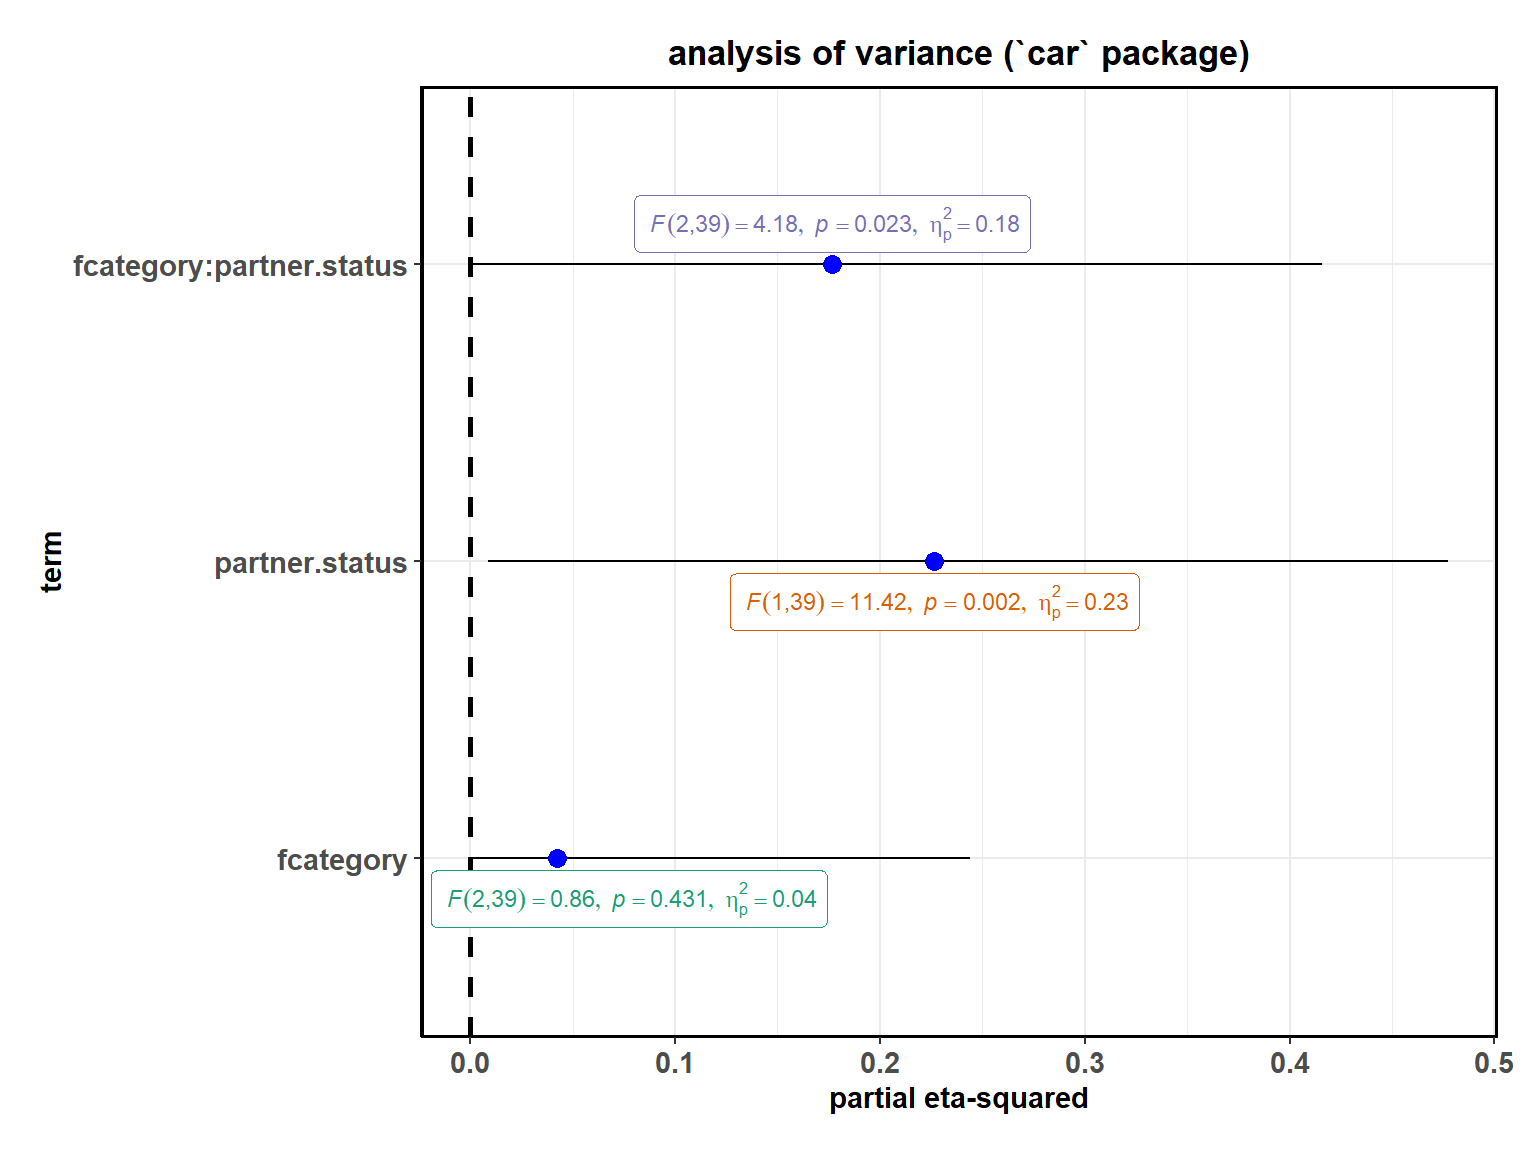 analysis of variance (`car` package)
F(2,39) = 4.18, p = 0.023, η²ₚ = 0.18
fcategory:partner.status
term
partner.status
F(1,39) = 11.42, p = 0.002, η²ₚ = 0.23
fcategory
F(2,39) = 0.86, p = 0.431, η²ₚ = 0.04
0.0 0.1 0.2 0.3 0.4 0.5
partial eta-squared